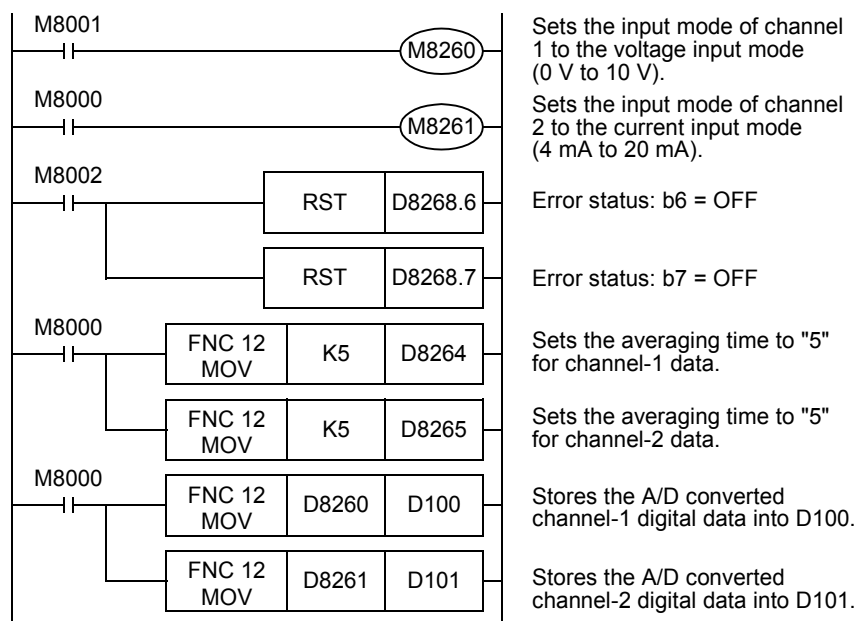 M8001
M8260
Sets the input mode of channel
1 to the voltage input mode
(0 V to 10 V).
M8000
M8261
Sets the input mode of channel
2 to the current input mode
(4 mA to 20 mA).
M8002
RST D8268.6
Error status: b6 = OFF
RST D8268.7
Error status: b7 = OFF
M8000
FNC 12
MOV
K5 D8264
Sets the averaging time to "5"
for channel-1 data.
FNC 12
MOV
K5 D8265
Sets the averaging time to "5"
for channel-2 data.
M8000
FNC 12
MOV
D8260 D100
Stores the A/D converted
channel-1 digital data into D100.
FNC 12
MOV
D8261 D101
Stores the A/D converted
channel-2 digital data into D101.